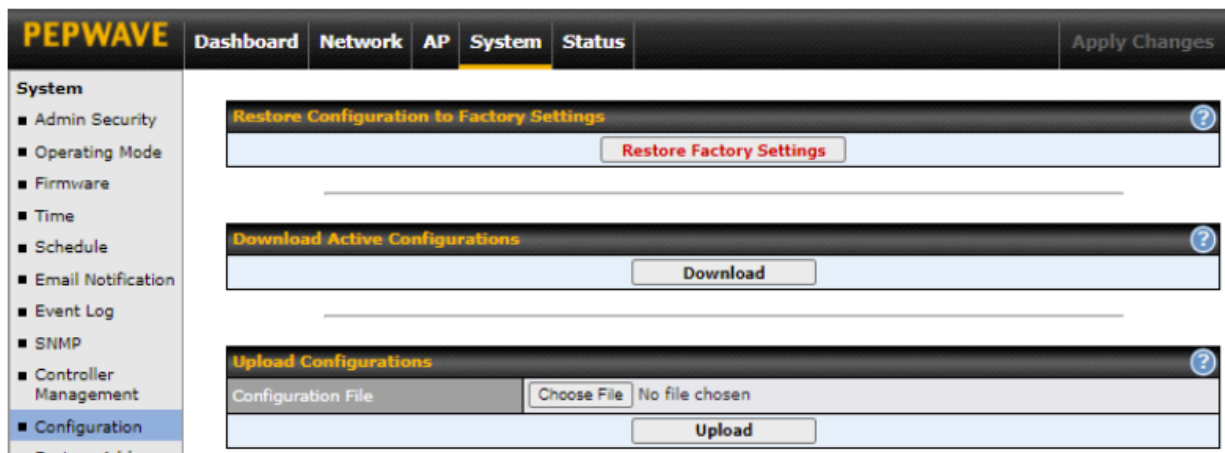 PEPWAVE
Dashboard Network AP System Status Apply Changes
System
Admin Security
Operating Mode
Firmware
Time
Schedule
Email Notification
Event Log
SNMP
Controller
Management
Configuration
Restore Configuration to Factory Settings
Restore Factory Settings
Download Active Configurations
Download
Upload Configurations
Configuration File Choose File No file chosen
Upload